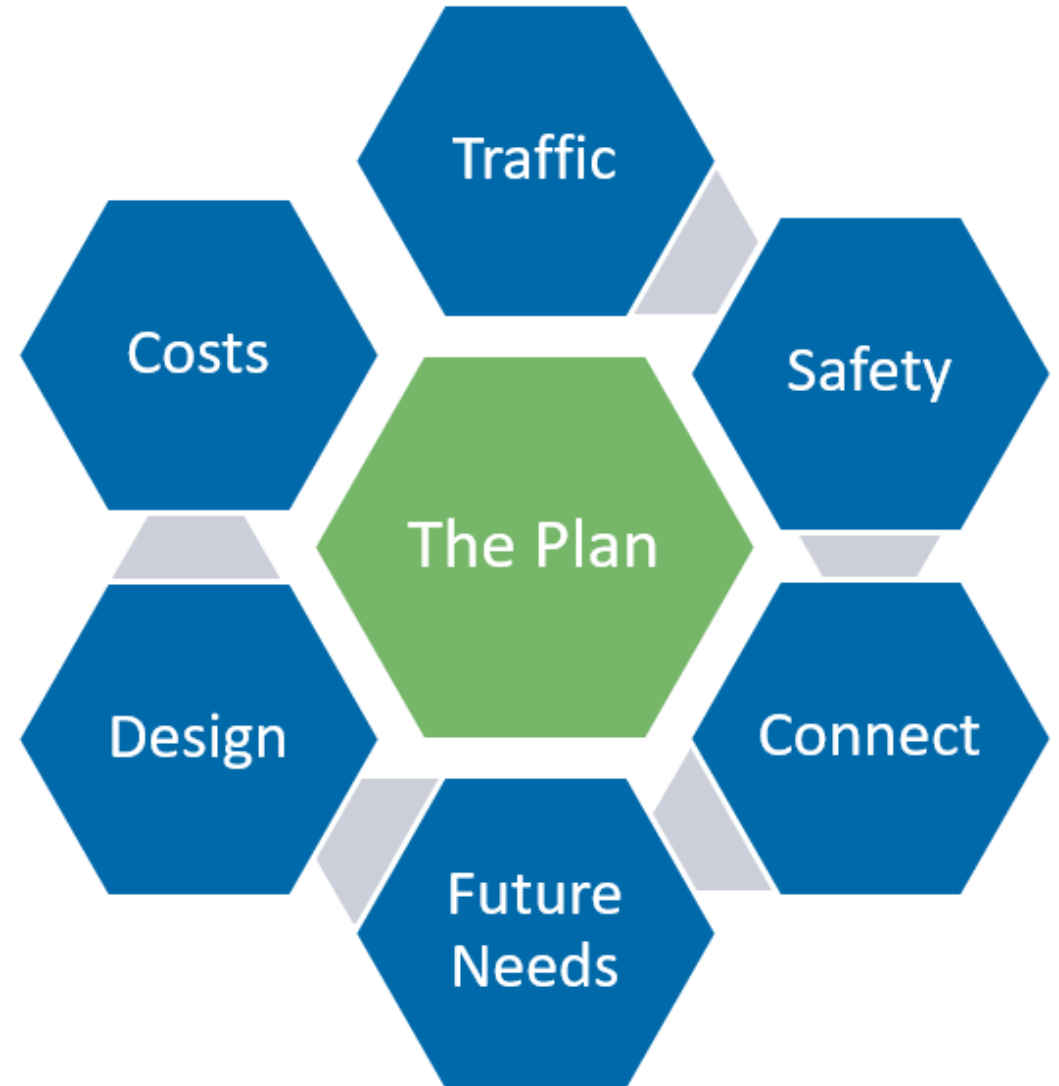 Traffic
Costs
Safety
The Plan
Design
Connect
Future
Needs